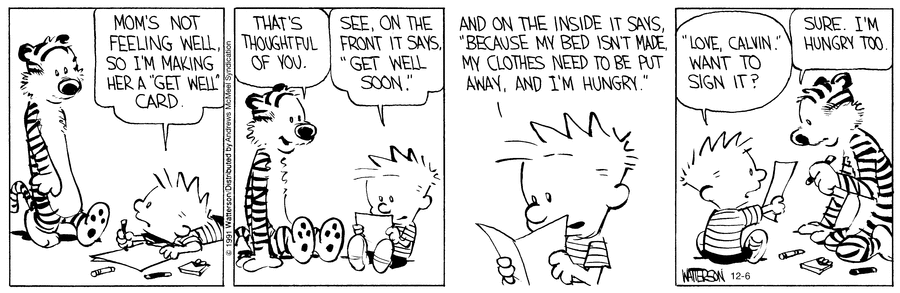 MOM'S NOT
FEELING WELL,
SO I'M MAKING
HER A "GET WELL"
CARD.
© 1991 Watterson/Distributed by Andrews McMeel Syndication
THAT'S
THOUGHTFUL
OF YOU.
SEE, ON THE
FRONT IT SAYS,
"GET WELL
SOON."
AND ON THE INSIDE IT SAYS,
"BECAUSE MY BED ISN'T MADE,
MY CLOTHES NEED TO BE PUT
AWAY, AND I'M HUNGRY."
"LOVE, CALVIN."
WANT TO
SIGN IT?
SURE. I'M
HUNGRY TOO.
WATTERSON 12-6